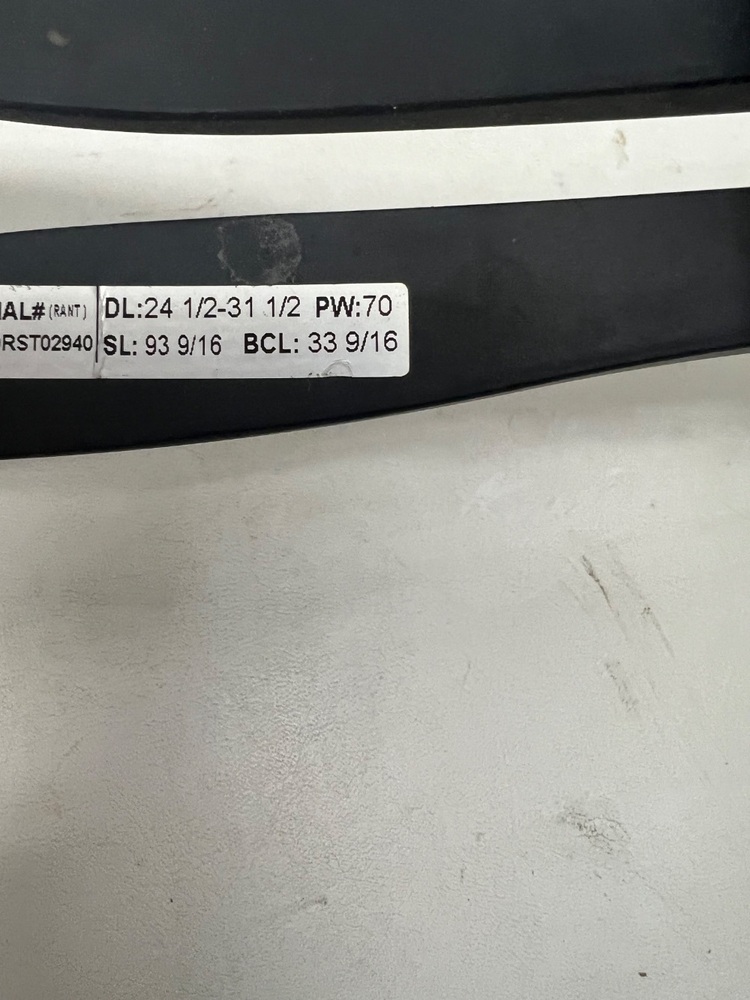 IAL# (RANT) DL:24 1/2-31 1/2 PW:70
RST02940 SL: 93 9/16 BCL: 33 9/16